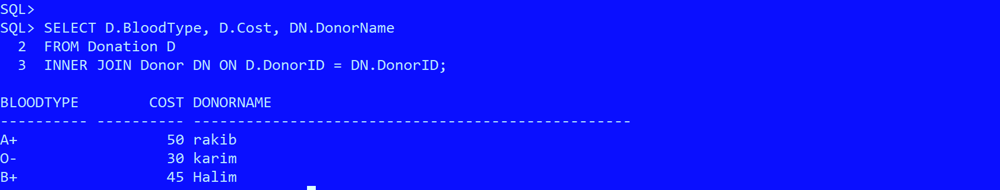 SQL>
SQL> SELECT D.BloodType, D.Cost, DN.DonorName
  2  FROM Donation D
  3  INNER JOIN Donor DN ON D.DonorID = DN.DonorID;

BLOODTYPE        COST DONORNAME
---------- ---------- --------------------------------------------------
A+                 50 rakib
O-                 30 karim
B+                 45 Halim